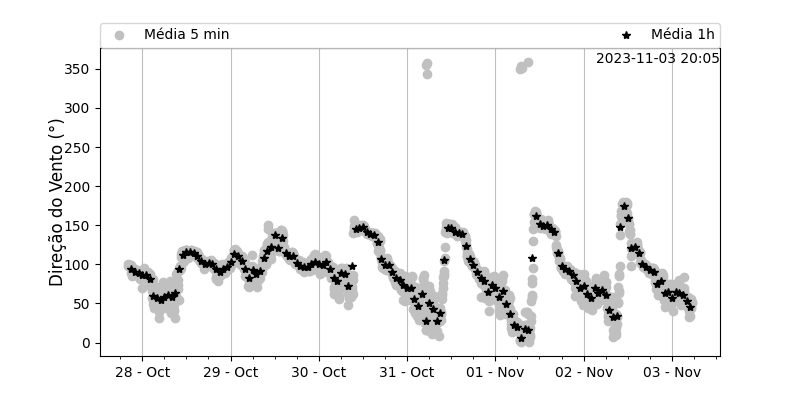 Média 5 min
Média 1h
2023-11-03 20:05
Direção do Vento (°)
350
300
250
200
150
100
50
0
28 - Oct
29 - Oct
30 - Oct
31 - Oct
01 - Nov
02 - Nov
03 - Nov